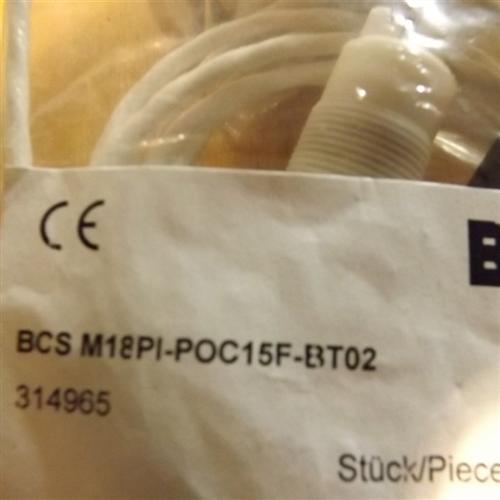 CE
B
BCS M18PI-POC15F-BT02
314965
Stück/Piece